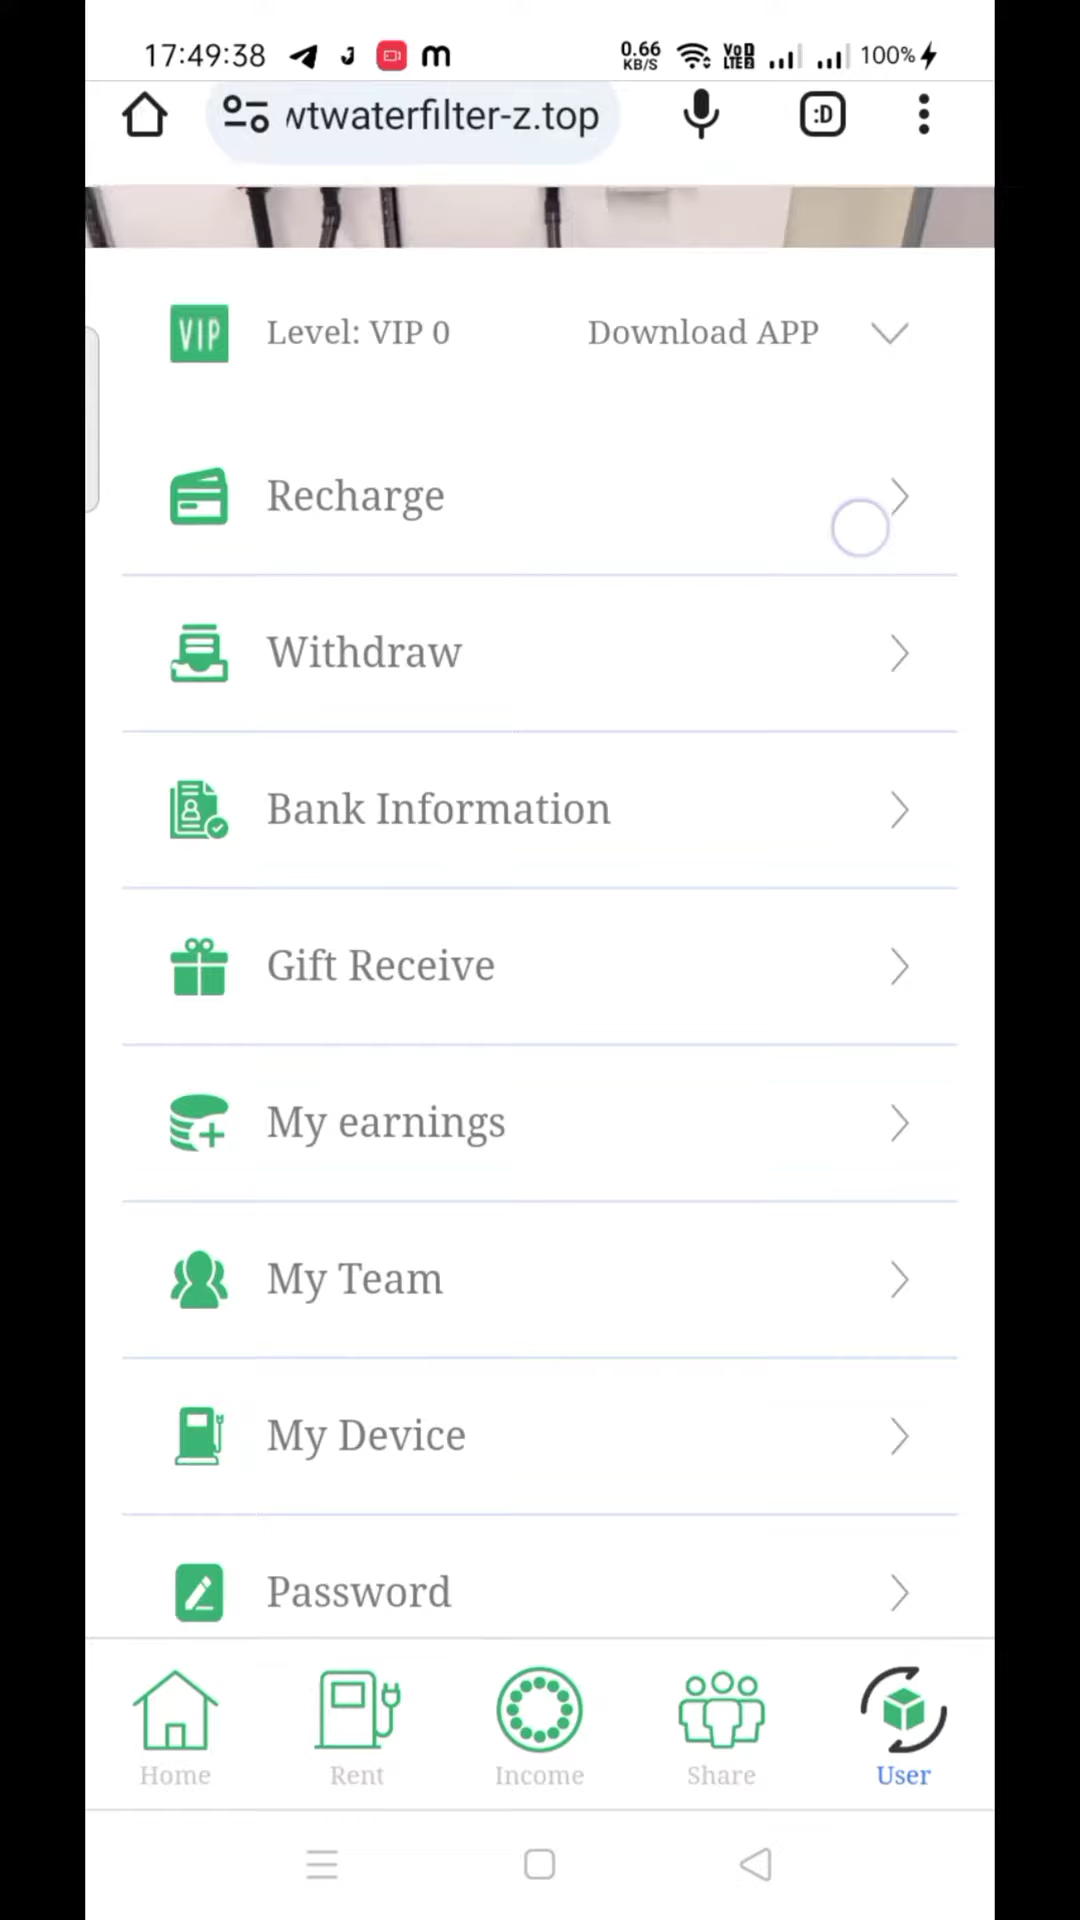 17:49:38
0.66 KB/S
VoD LTE2
100%
wtwaterfilter-z.top
:D
VIP
Level: VIP 0
Download APP
Recharge
Withdraw
Bank Information
Gift Receive
My earnings
My Team
My Device
Password
Home
Rent
Income
Share
User